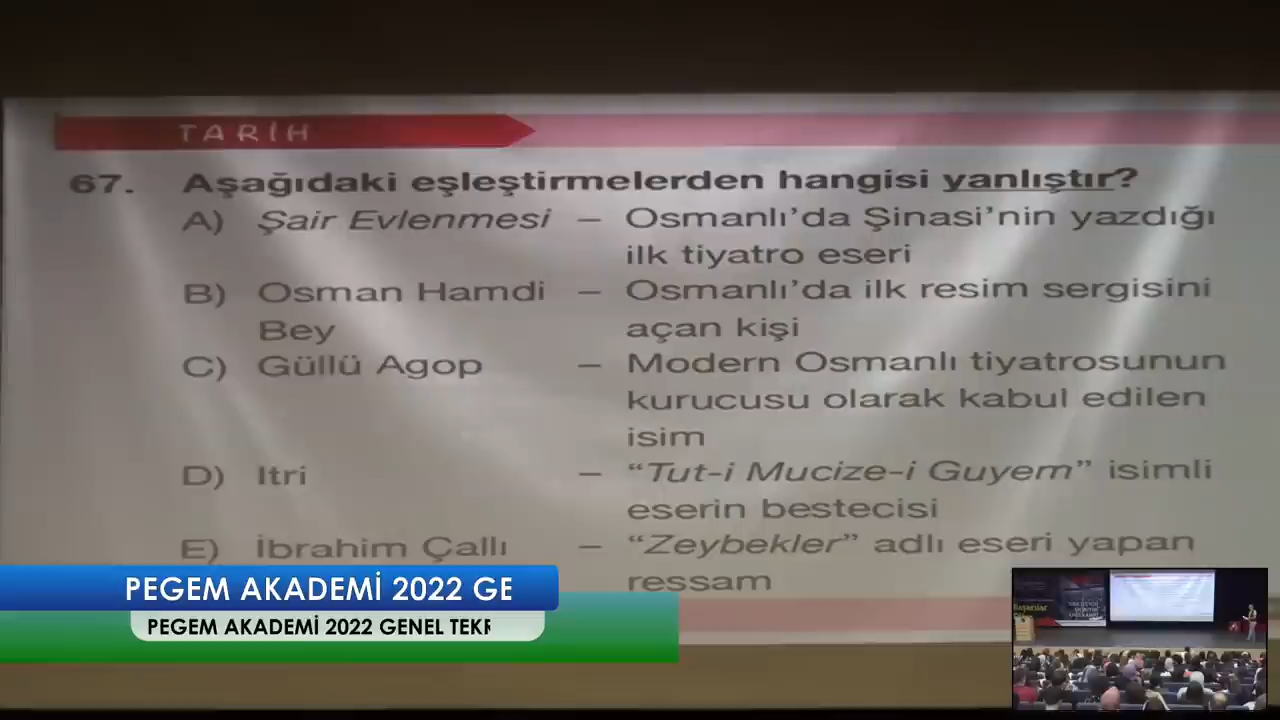 TARİH
67. Aşağıdaki eşleştirmelerden hangisi yanlıştır?
A) Şair Evlenmesi – Osmanlı’da Şinasi’nin yazdığı
ilk tiyatro eseri
B) Osman Hamdi – Osmanlı’da ilk resim sergisini
Bey açan kişi
C) Güllü Agop – Modern Osmanlı tiyatrosunun
kurucusu olarak kabul edilen
isim
D) Itri – “Tut-i Mucize-i Guyem” isimli
eserin bestecisi
E) İbrahim Çallı – “Zeybekler” adlı eseri yapan
ressam
PEGEM AKADEMİ 2022 GE
PEGEM AKADEMİ 2022 GENEL TEKR